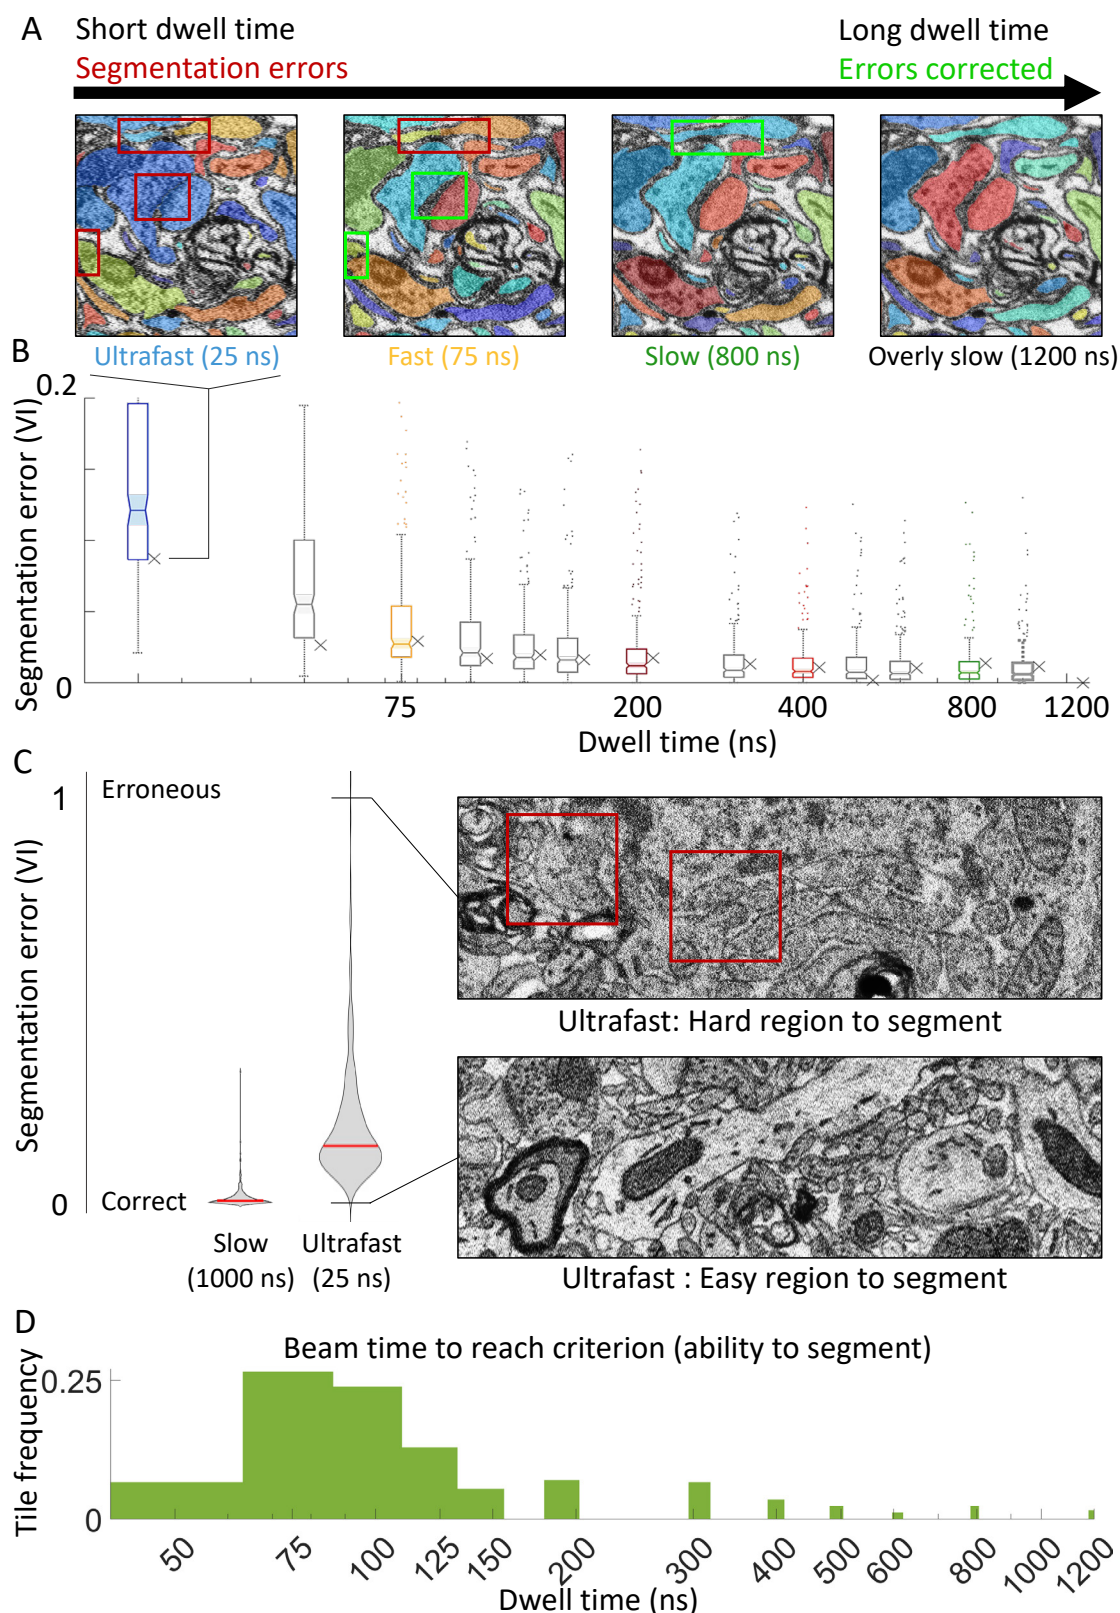 A
Short dwell time
Long dwell time
Segmentation errors
Errors corrected
Ultrafast (25 ns)
Fast (75 ns)
Slow (800 ns)
Overly slow (1200 ns)
B
Segmentation error (VI)
0.2
0
75
200
400
800
1200
Dwell time (ns)
C
Segmentation error (VI)
1
Erroneous
0
Correct
Slow
(1000 ns)
Ultrafast
(25 ns)
Ultrafast: Hard region to segment
Ultrafast : Easy region to segment
D
Beam time to reach criterion (ability to segment)
Tile frequency
0.25
0
50
75
100
125
150
200
300
400
500
600
800
1000
1200
Dwell time (ns)